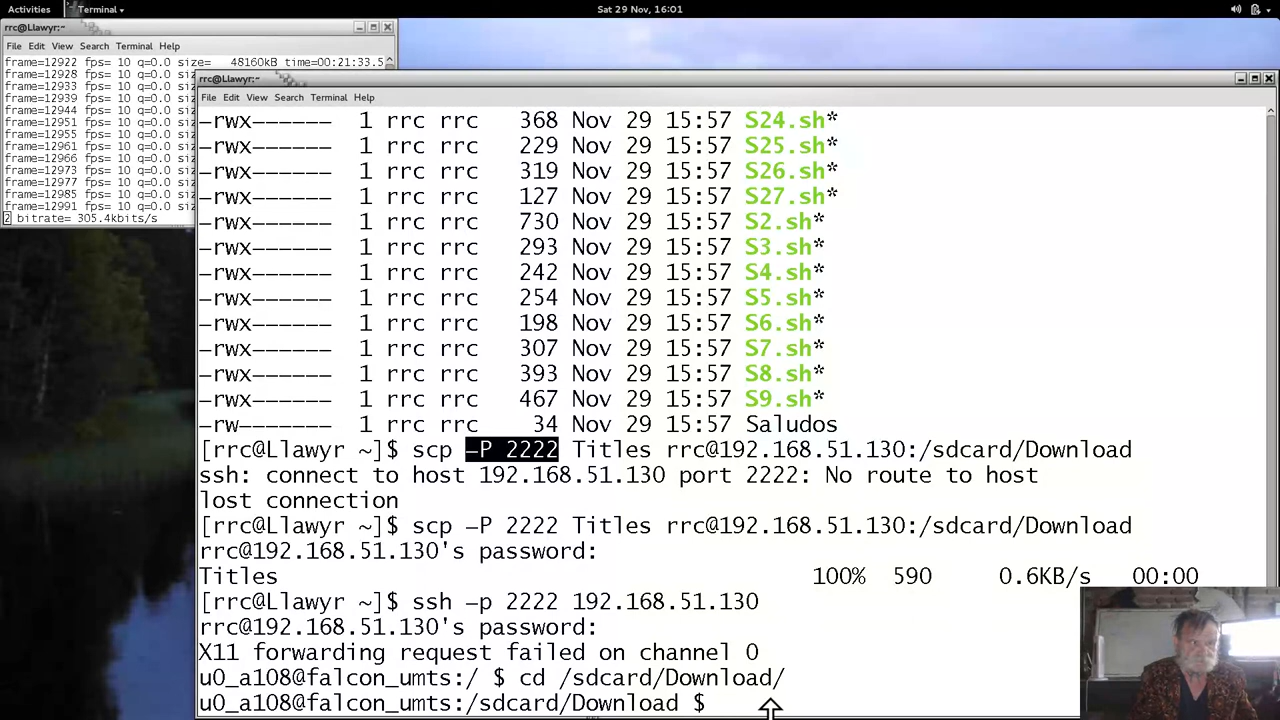 Activities Terminal Sat 29 Nov, 16:01
rrc@Llawyr:~
File Edit View Search Terminal Help
frame=12922 fps= 10 q=0.0 size= 48160kB time=00:21:33.5
frame=12928 fps= 10 q=0.0 siz
frame=12933 fps= 10 q=0.0 siz
frame=12939 fps= 10 q=0.0 siz
frame=12944 fps= 10 q=0.0 siz
frame=12951 fps= 10 q=0.0 siz
frame=12955 fps= 10 q=0.0 siz
frame=12961 fps= 10 q=0.0 siz
frame=12966 fps= 10 q=0.0 siz
frame=12973 fps= 10 q=0.0 siz
frame=12977 fps= 10 q=0.0 siz
frame=12985 fps= 10 q=0.0 siz
frame=12991 fps= 10 q=0.0 siz
2 bitrate= 305.4kbits/s
rrc@Llawyr:~
File Edit View Search Terminal Help
-rwx------ 1 rrc rrc 368 Nov 29 15:57 S24.sh*
-rwx------ 1 rrc rrc 229 Nov 29 15:57 S25.sh*
-rwx------ 1 rrc rrc 319 Nov 29 15:57 S26.sh*
-rwx------ 1 rrc rrc 127 Nov 29 15:57 S27.sh*
-rwx------ 1 rrc rrc 730 Nov 29 15:57 S2.sh*
-rwx------ 1 rrc rrc 293 Nov 29 15:57 S3.sh*
-rwx------ 1 rrc rrc 242 Nov 29 15:57 S4.sh*
-rwx------ 1 rrc rrc 254 Nov 29 15:57 S5.sh*
-rwx------ 1 rrc rrc 198 Nov 29 15:57 S6.sh*
-rwx------ 1 rrc rrc 307 Nov 29 15:57 S7.sh*
-rwx------ 1 rrc rrc 393 Nov 29 15:57 S8.sh*
-rwx------ 1 rrc rrc 467 Nov 29 15:57 S9.sh*
-rw------- 1 rrc rrc 34 Nov 29 15:57 Saludos
[rrc@Llawyr ~]$ scp -P 2222 Titles rrc@192.168.51.130:/sdcard/Download
ssh: connect to host 192.168.51.130 port 2222: No route to host
lost connection
[rrc@Llawyr ~]$ scp -P 2222 Titles rrc@192.168.51.130:/sdcard/Download
rrc@192.168.51.130's password:
Titles 100% 590 0.6KB/s 00:00
[rrc@Llawyr ~]$ ssh -p 2222 192.168.51.130
rrc@192.168.51.130's password:
X11 forwarding request failed on channel 0
u0_a108@falcon_umts:/ $ cd /sdcard/Download/
u0_a108@falcon_umts:/sdcard/Download $